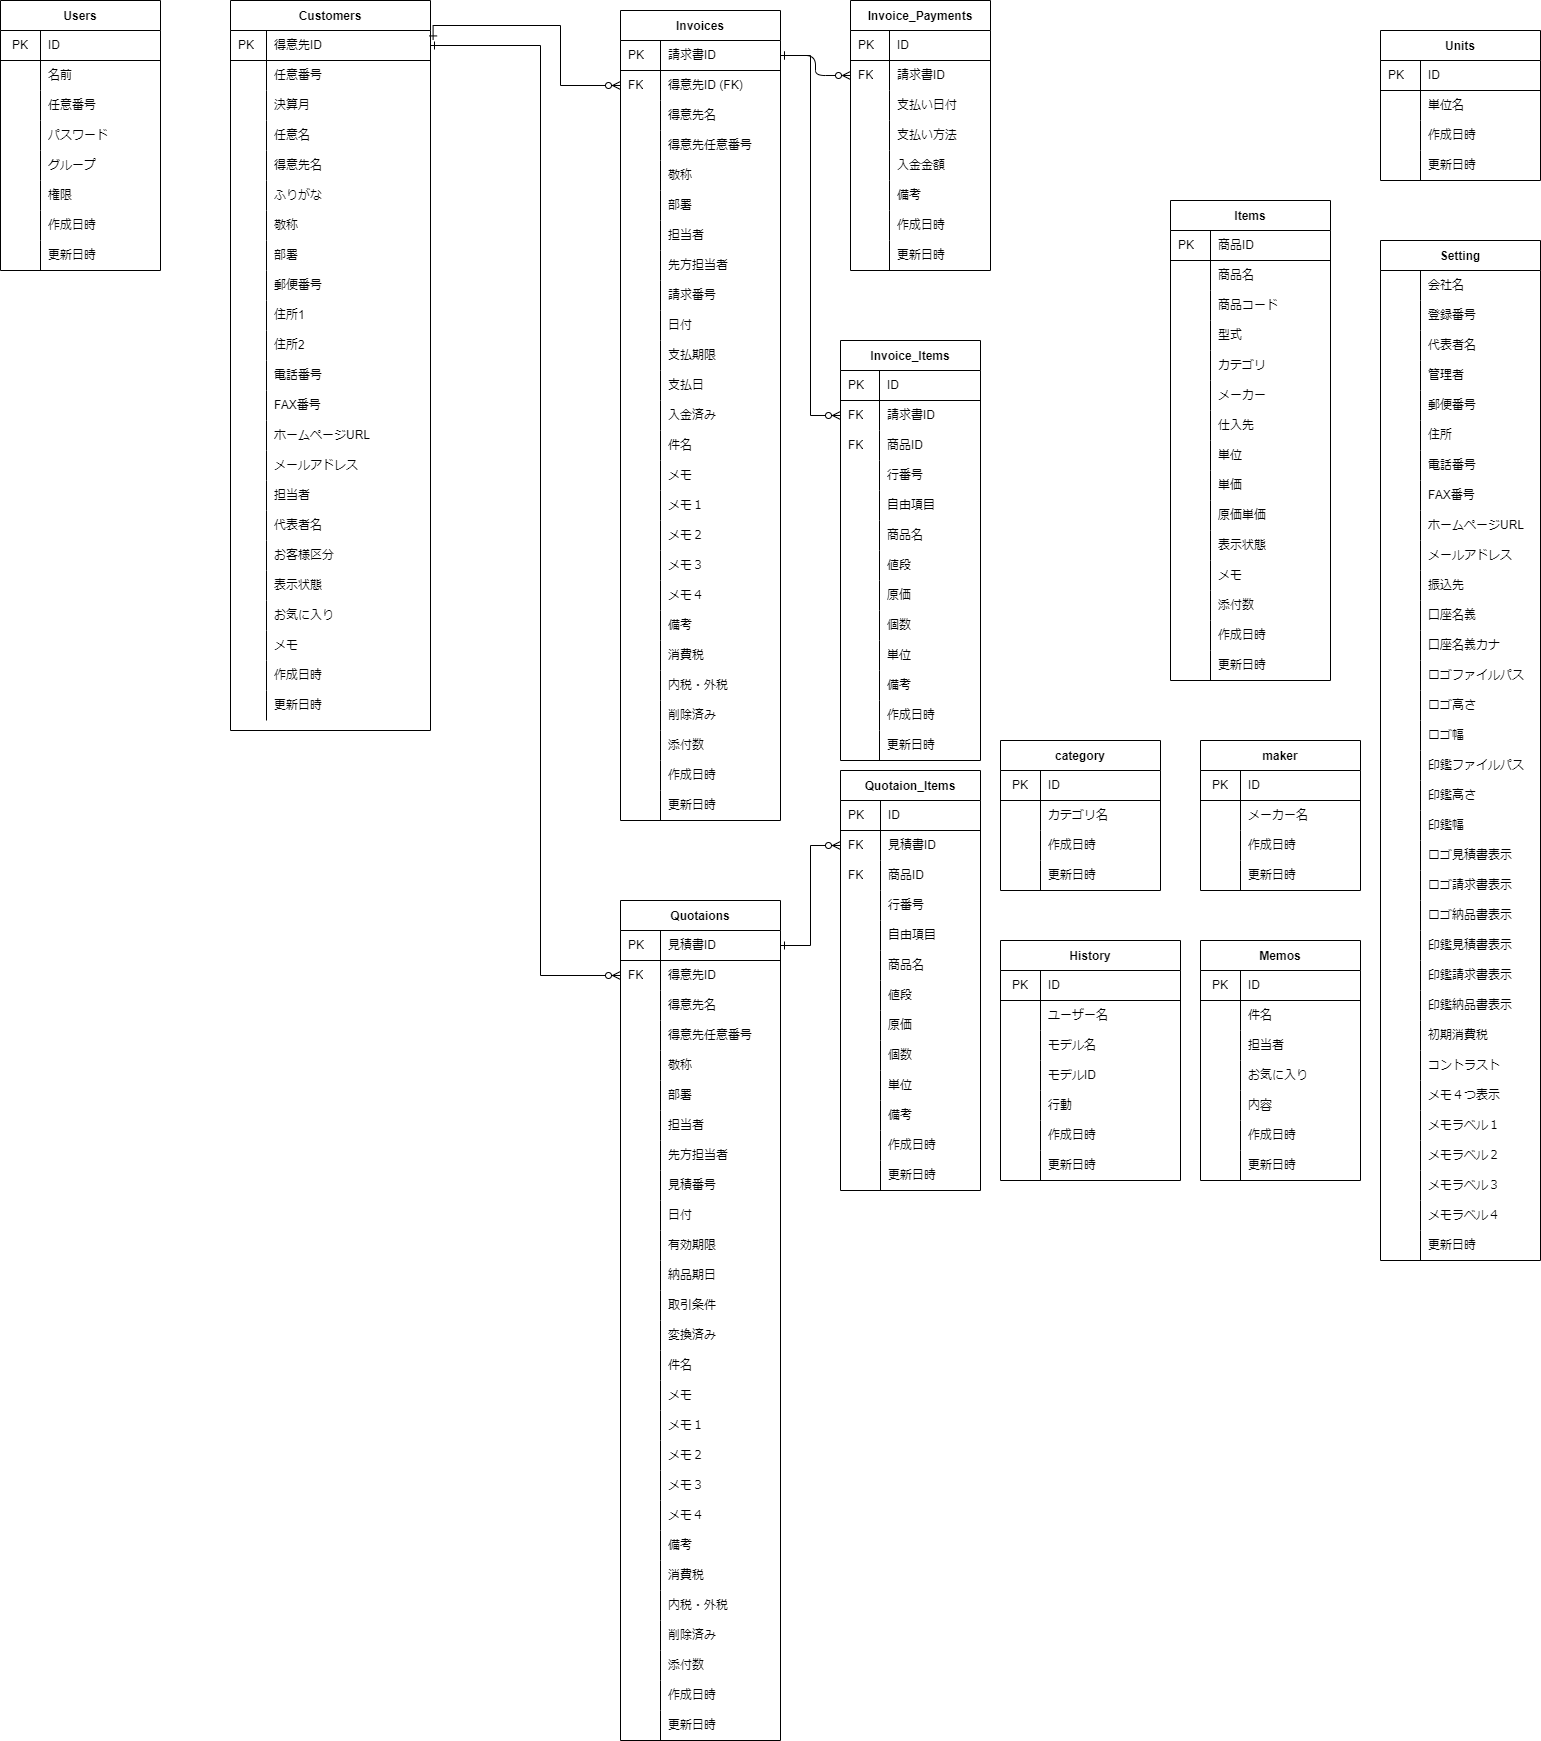 Users
PK ID
名前
任意番号
パスワード
グループ
権限
作成日時
更新日時
Customers
PK 得意先ID
任意番号
決算月
任意名
得意先名
ふりがな
敬称
部署
郵便番号
住所1
住所2
電話番号
FAX番号
ホームページURL
メールアドレス
担当者
代表者名
お客様区分
表示状態
お気に入り
メモ
作成日時
更新日時
Invoices
PK 請求書ID
FK 得意先ID (FK)
得意先名
得意先任意番号
敬称
部署
担当者
先方担当者
請求番号
日付
支払期限
支払日
入金済み
件名
メモ
メモ１
メモ２
メモ３
メモ４
備考
消費税
内税・外税
削除済み
添付数
作成日時
更新日時
Quotaions
PK 見積書ID
FK 得意先ID
得意先名
得意先任意番号
敬称
部署
担当者
先方担当者
見積番号
日付
有効期限
納品期日
取引条件
変換済み
件名
メモ
メモ１
メモ２
メモ３
メモ４
備考
消費税
内税・外税
削除済み
添付数
作成日時
更新日時
Invoice_Payments
PK ID
FK 請求書ID
支払い日付
支払い方法
入金金額
備考
作成日時
更新日時
Invoice_Items
PK ID
FK 請求書ID
FK 商品ID
行番号
自由項目
商品名
値段
原価
個数
単位
備考
作成日時
更新日時
Quotaion_Items
PK ID
FK 見積書ID
FK 商品ID
行番号
自由項目
商品名
値段
原価
個数
単位
備考
作成日時
更新日時
Items
PK 商品ID
商品名
商品コード
型式
カテゴリ
メーカー
仕入先
単位
単価
原価単価
表示状態
メモ
添付数
作成日時
更新日時
category
PK ID
カテゴリ名
作成日時
更新日時
maker
PK ID
メーカー名
作成日時
更新日時
History
PK ID
ユーザー名
モデル名
モデルID
行動
作成日時
更新日時
Memos
PK ID
件名
担当者
お気に入り
内容
作成日時
更新日時
Units
PK ID
単位名
作成日時
更新日時
Setting
会社名
登録番号
代表者名
管理者
郵便番号
住所
電話番号
FAX番号
ホームページURL
メールアドレス
振込先
口座名義
口座名義カナ
ロゴファイルパス
ロゴ高さ
ロゴ幅
印鑑ファイルパス
印鑑高さ
印鑑幅
ロゴ見積書表示
ロゴ請求書表示
ロゴ納品書表示
印鑑見積書表示
印鑑請求書表示
印鑑納品書表示
初期消費税
コントラスト
メモ４つ表示
メモラベル１
メモラベル２
メモラベル３
メモラベル４
更新日時